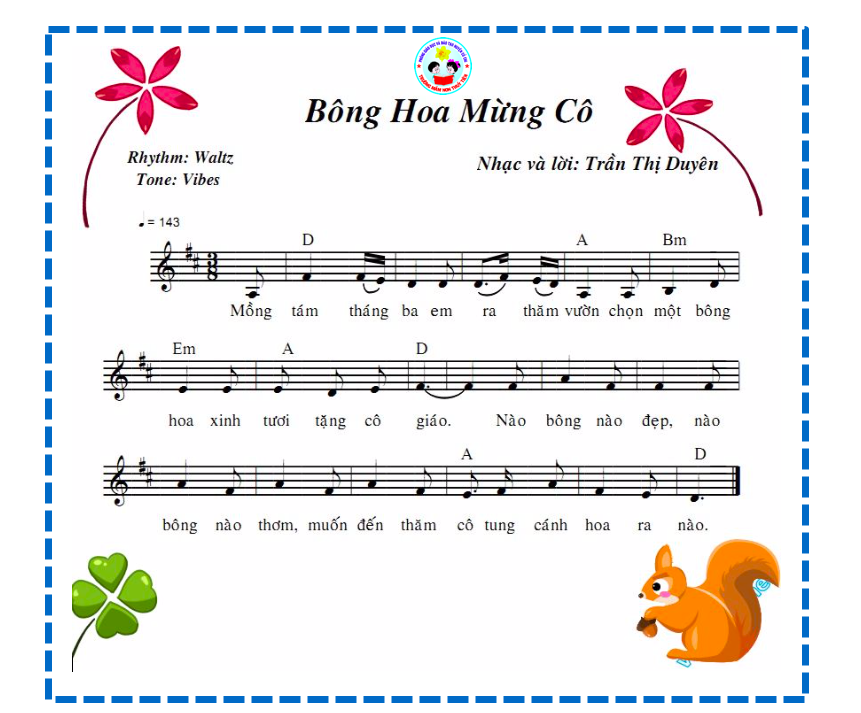 Bông Hoa Mừng Cô
Rhythm: Waltz
Tone: Vibes
Nhạc và lời: Trần Thị Duyên
= 143
D A Bm
3
8
Mồng tám tháng ba em ra thăm vườn chọn một bông
Em A D
hoa xinh tươi tặng cô giáo. Nào bông nào đẹp, nào
A D
bông nào thơm, muốn đến thăm cô tung cánh hoa ra nào.